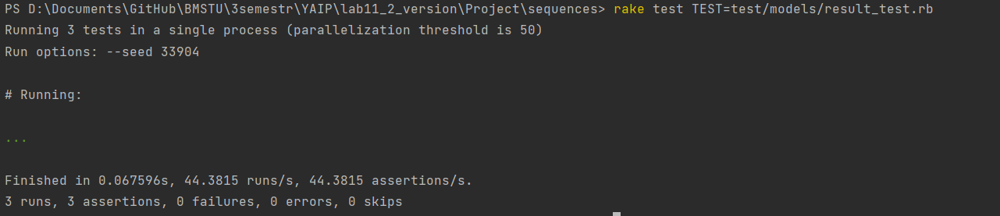 PS D:\Documents\GitHub\BMSTU\3semestr\YAIP\lab11_2_version\Project\sequences> rake test TEST=test/models/result_test.rb
Running 3 tests in a single process (parallelization threshold is 50)
Run options: --seed 33904
# Running:
...
Finished in 0.067596s, 44.3815 runs/s, 44.3815 assertions/s.
3 runs, 3 assertions, 0 failures, 0 errors, 0 skips